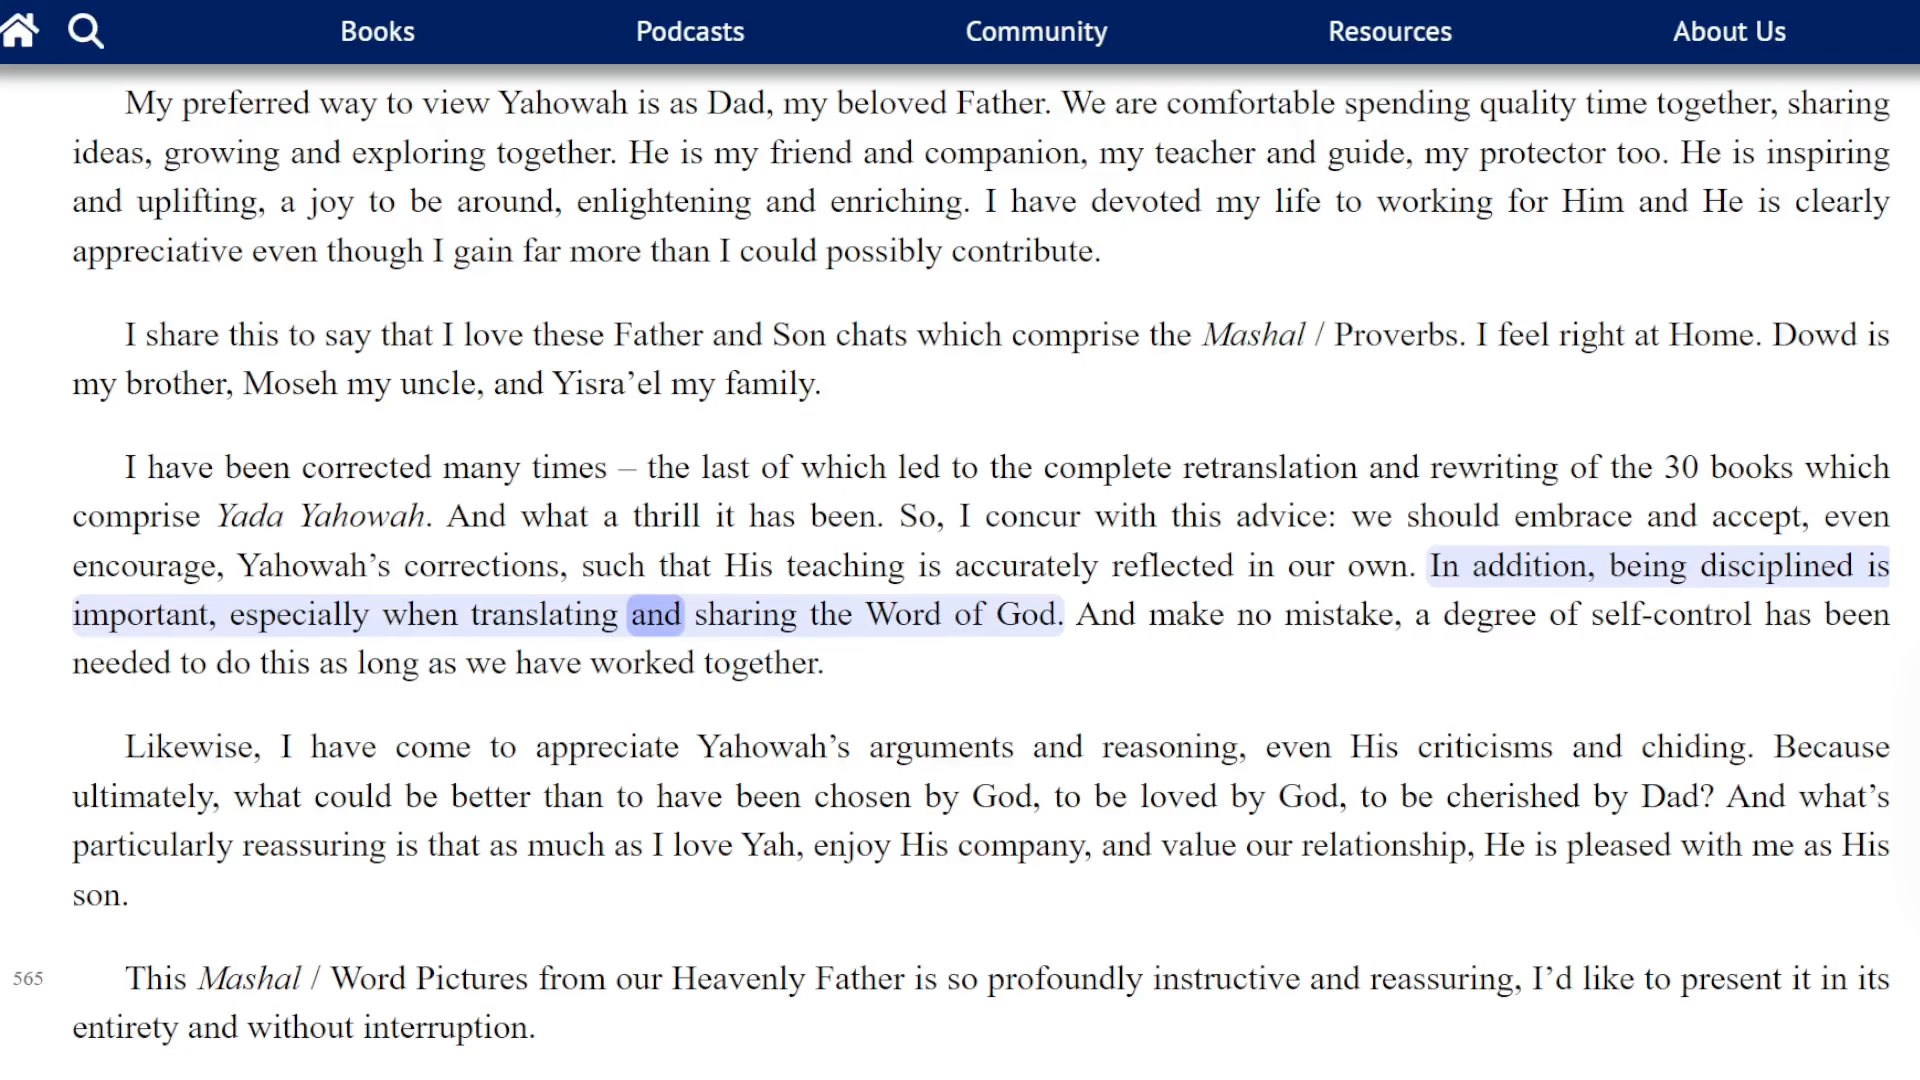 Books Podcasts Community Resources About Us
My preferred way to view Yahowah is as Dad, my beloved Father. We are comfortable spending quality time together, sharing
ideas, growing and exploring together. He is my friend and companion, my teacher and guide, my protector too. He is inspiring
and uplifting, a joy to be around, enlightening and enriching. I have devoted my life to working for Him and He is clearly
appreciative even though I gain far more than I could possibly contribute.
I share this to say that I love these Father and Son chats which comprise the Mashal / Proverbs. I feel right at Home. Dowd is
my brother, Moseh my uncle, and Yisra’el my family.
I have been corrected many times – the last of which led to the complete retranslation and rewriting of the 30 books which
comprise Yada Yahowah. And what a thrill it has been. So, I concur with this advice: we should embrace and accept, even
encourage, Yahowah’s corrections, such that His teaching is accurately reflected in our own. In addition, being disciplined is
important, especially when translating and sharing the Word of God. And make no mistake, a degree of self-control has been
needed to do this as long as we have worked together.
Likewise, I have come to appreciate Yahowah’s arguments and reasoning, even His criticisms and chiding. Because
ultimately, what could be better than to have been chosen by God, to be loved by God, to be cherished by Dad? And what’s
particularly reassuring is that as much as I love Yah, enjoy His company, and value our relationship, He is pleased with me as His
son.
565 This Mashal / Word Pictures from our Heavenly Father is so profoundly instructive and reassuring, I’d like to present it in its
entirety and without interruption.